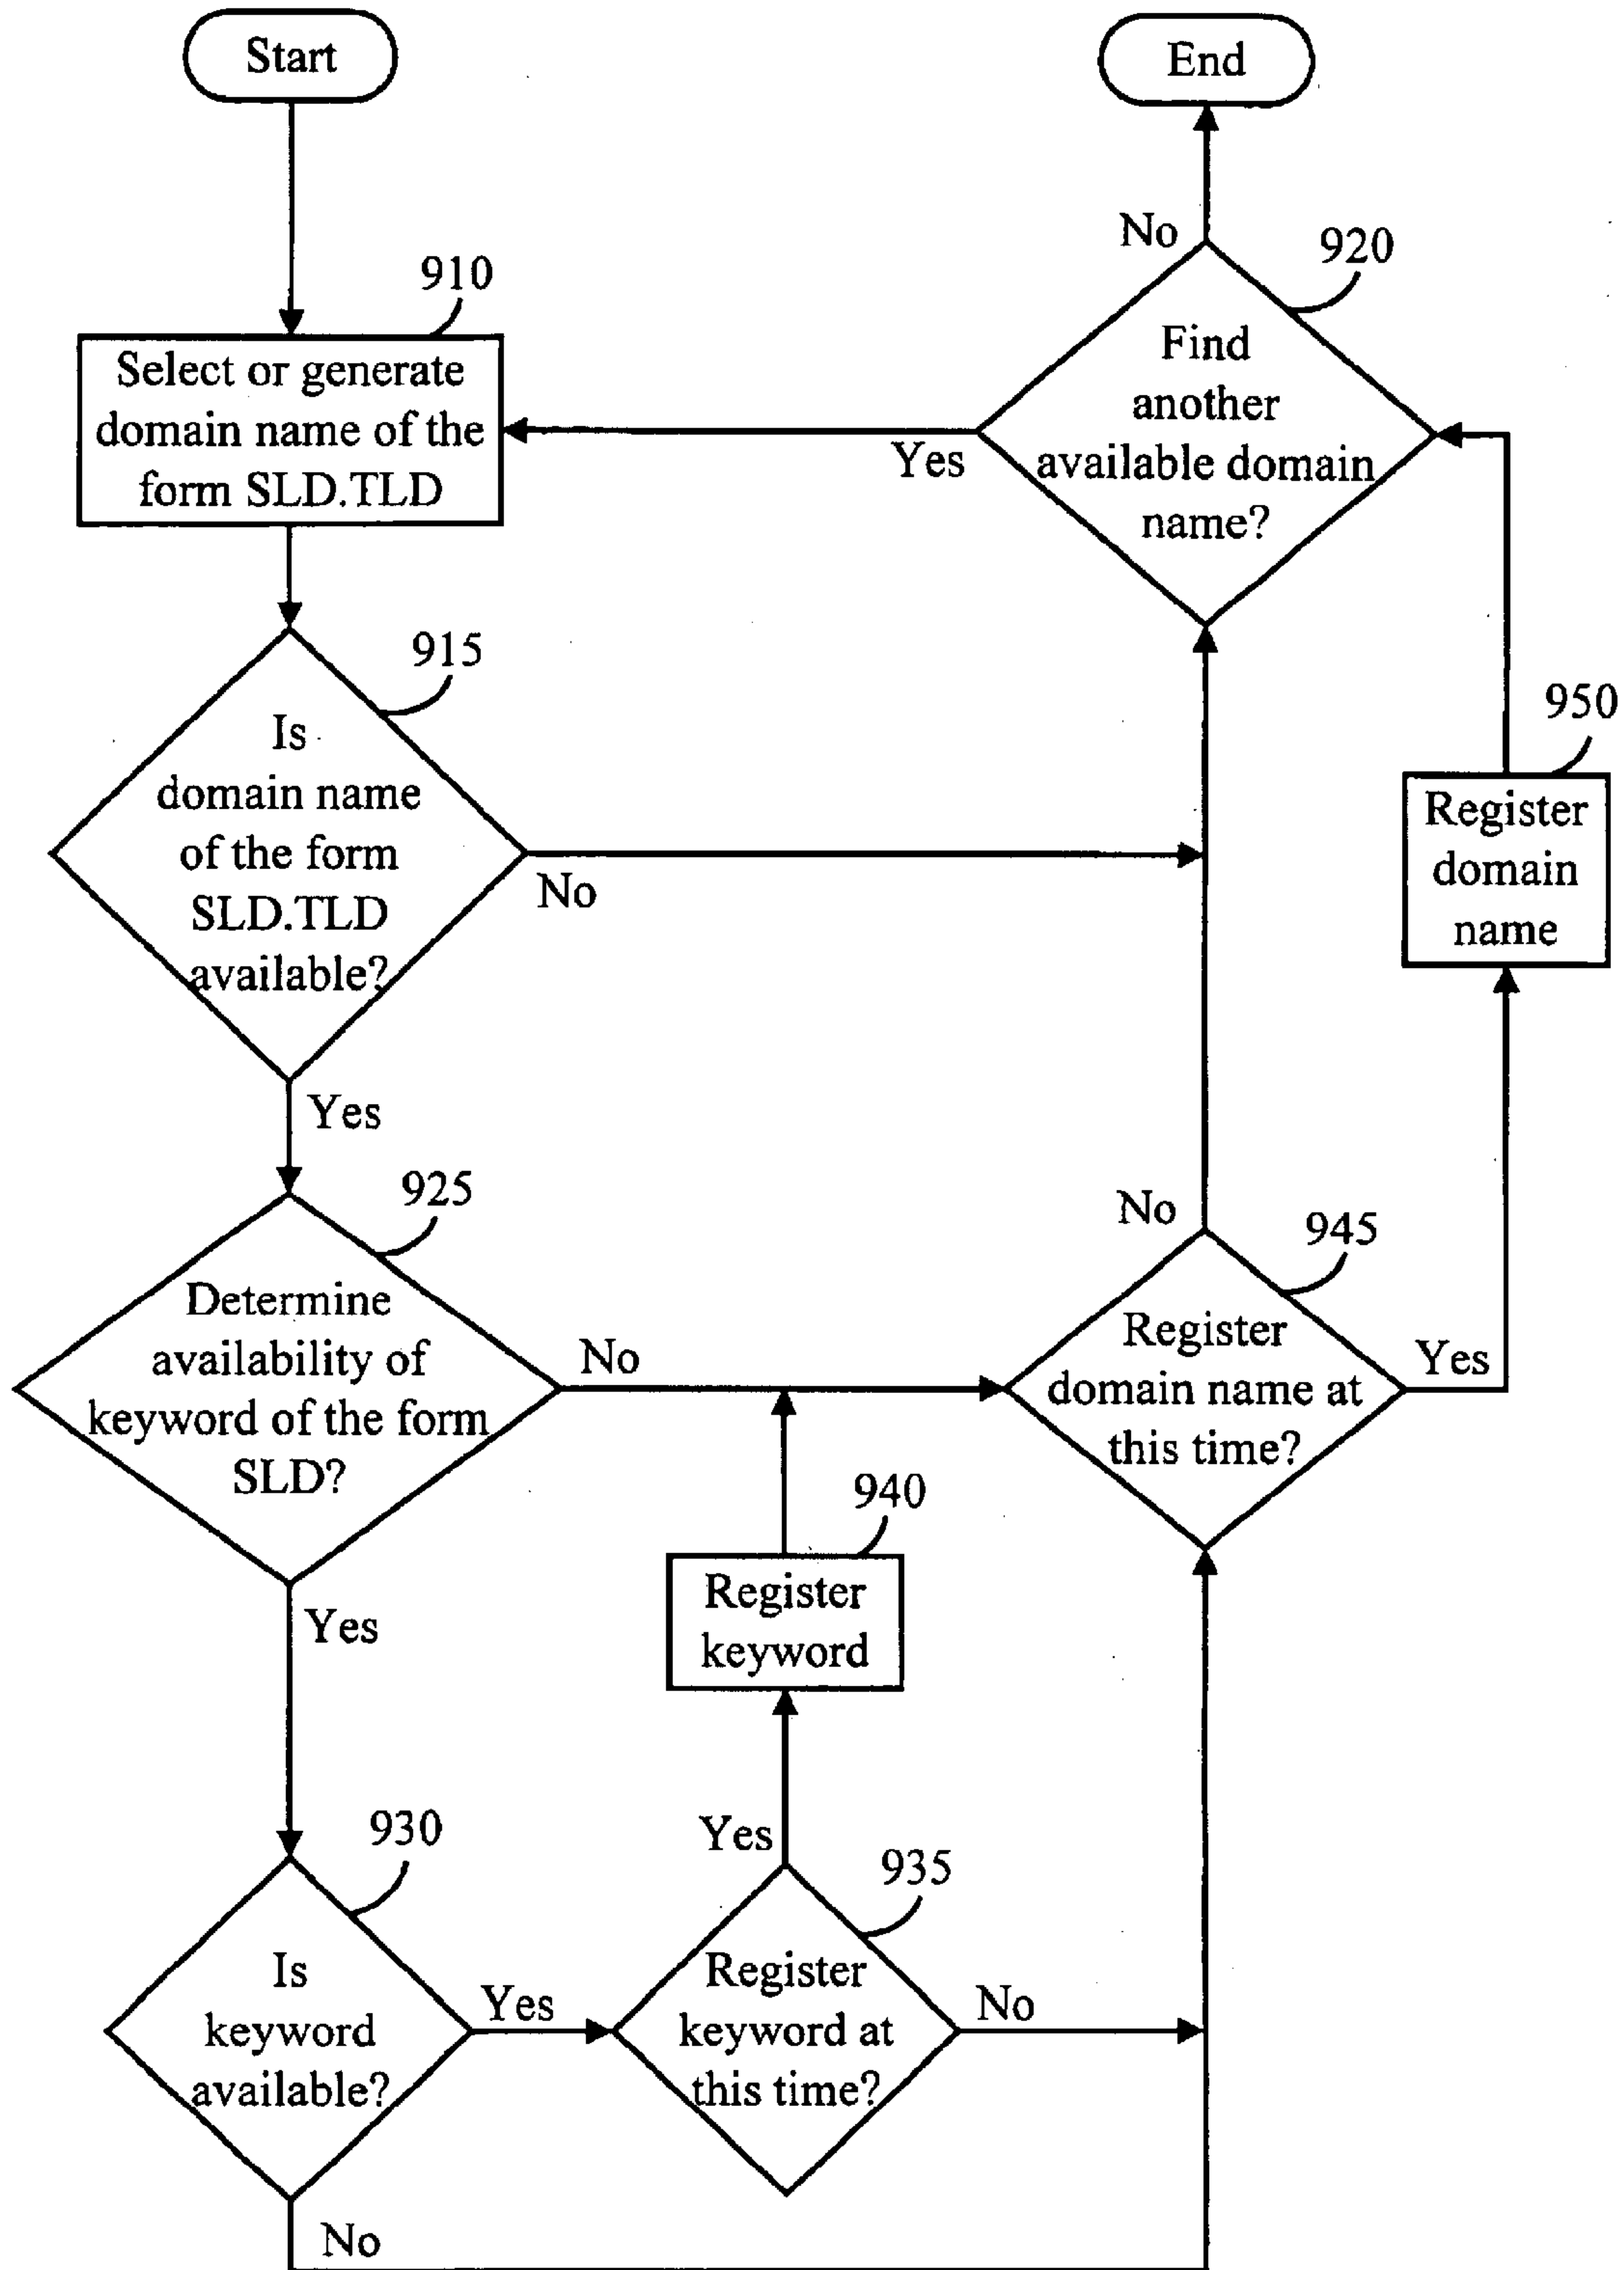 Start
End
No
920
910
Find
another
available domain
name?
Select or generate
domain name of the
form SLD.TLD
Yes
915
Is
domain name
of the form
SLD.TLD
available?
No
950
Register
domain
name
Yes
925
Determine
availability of
keyword of the form
SLD?
No
No
945
Register
domain name at
this time?
Yes
940
Register
keyword
Yes
930
Is
keyword
available?
Yes
Yes
935
Register
keyword at
this time?
No
No